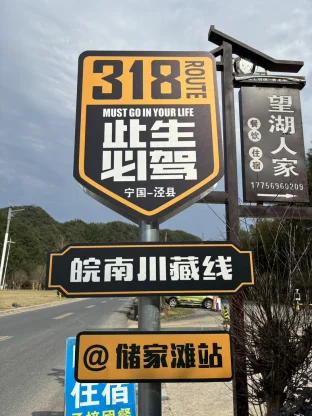 318
ROUTE
MUST GO IN YOUR LIFE
此生
必驾
宁国-泾县
皖南川藏线
@储家滩站
望湖人家
餐饮 住宿
17756960209
住宿